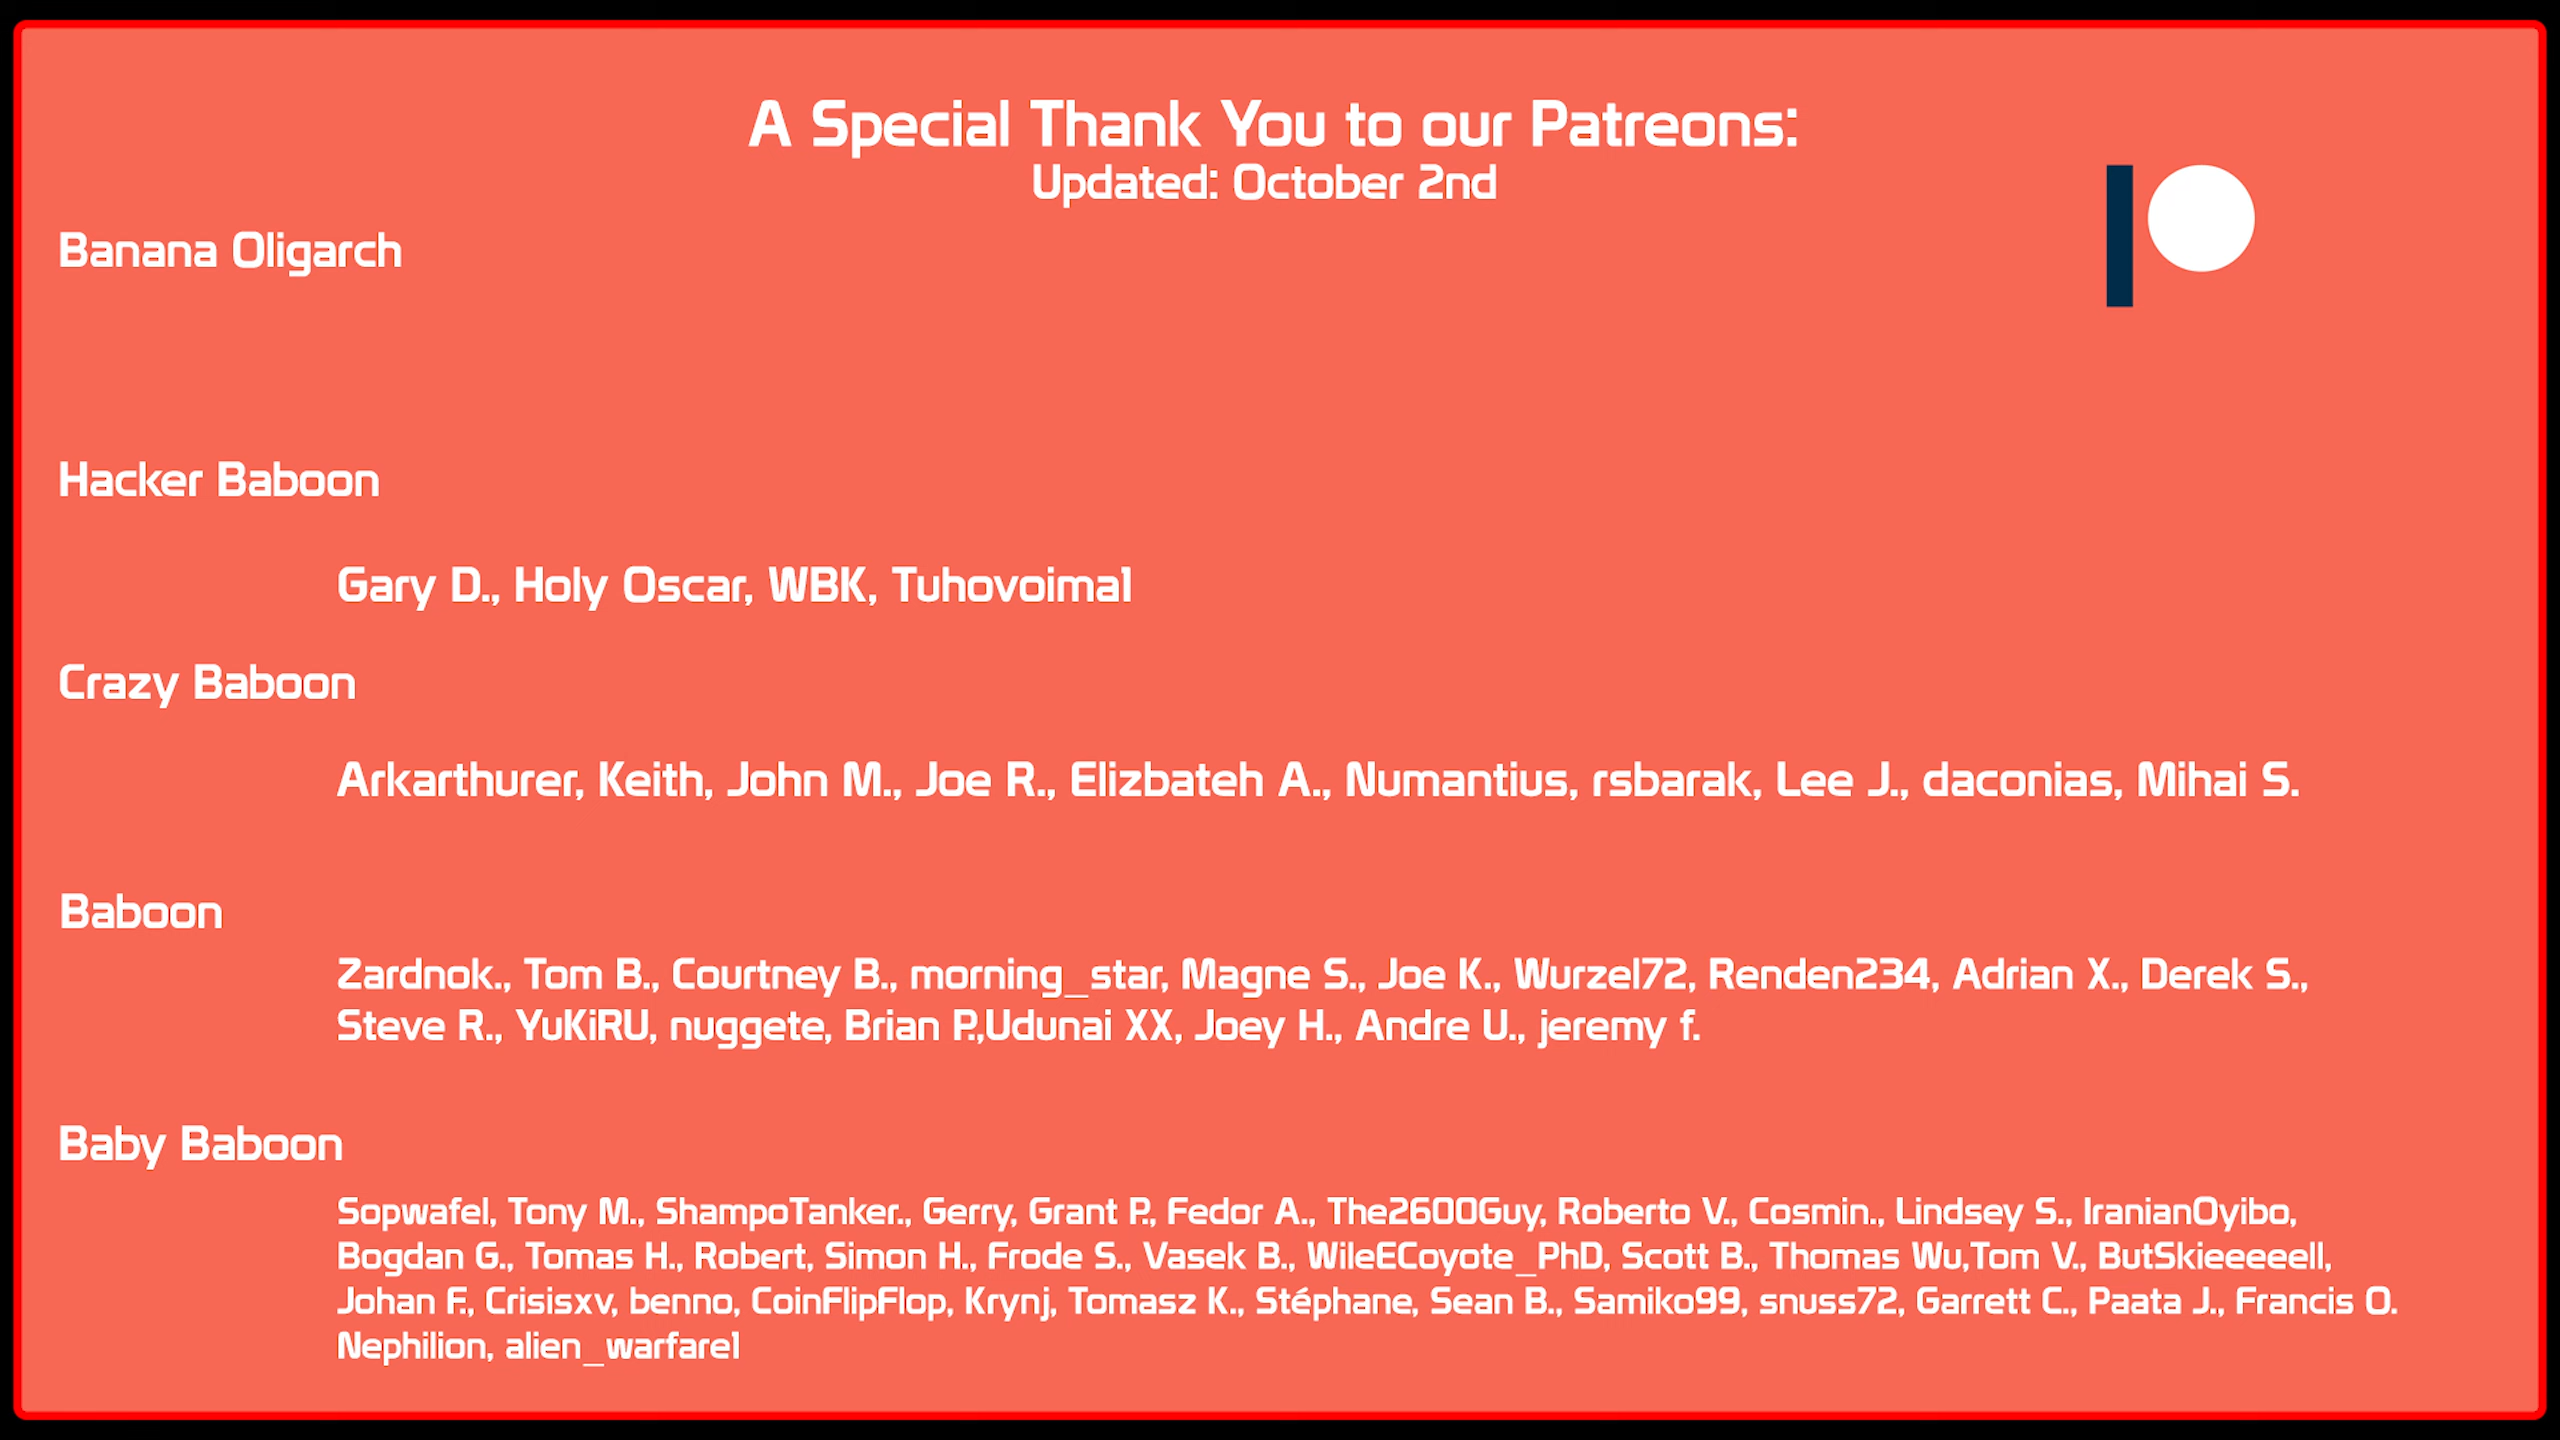 A Special Thank You to our Patreons:
Updated: October 2nd
Banana Oligarch
Hacker Baboon
Gary D., Holy Oscar, WBK, Tuhovoima1
Crazy Baboon
Arkarthurer, Keith, John M., Joe R., Elizbateh A., Numantius, rsbarak, Lee J., daconias, Mihai S.
Baboon
Zardnok., Tom B., Courtney B., morning_star, Magne S., Joe K., Wurzel72, Renden234, Adrian X., Derek S.,
Steve R., YuKiRU, nuggete, Brian P.,Udunai XX, Joey H., Andre U., jeremy f.
Baby Baboon
Sopwafel, Tony M., ShampoTanker., Gerry, Grant P., Fedor A., The2600Guy, Roberto V., Cosmin., Lindsey S., IranianOyibo,
Bogdan G., Tomas H., Robert, Simon H., Frode S., Vasek B., WileECoyote_PhD, Scott B., Thomas Wu,Tom V., ButSkieeeeell,
Johan F., Crisisxv, benno, CoinFlipFlop, Krynj, Tomasz K., Stéphane, Sean B., Samiko99, snuss72, Garrett C., Paata J., Francis O.
Nephilion, alien_warfare1